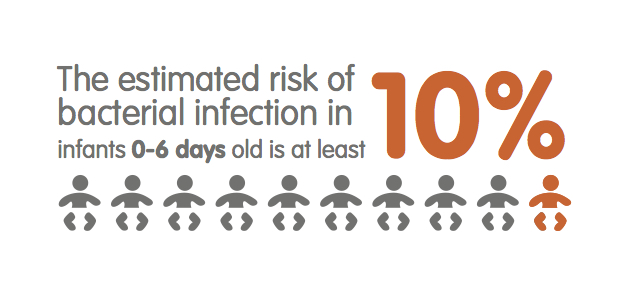 The estimated risk of
bacterial infection in
infants 0-6 days old is at least
10%